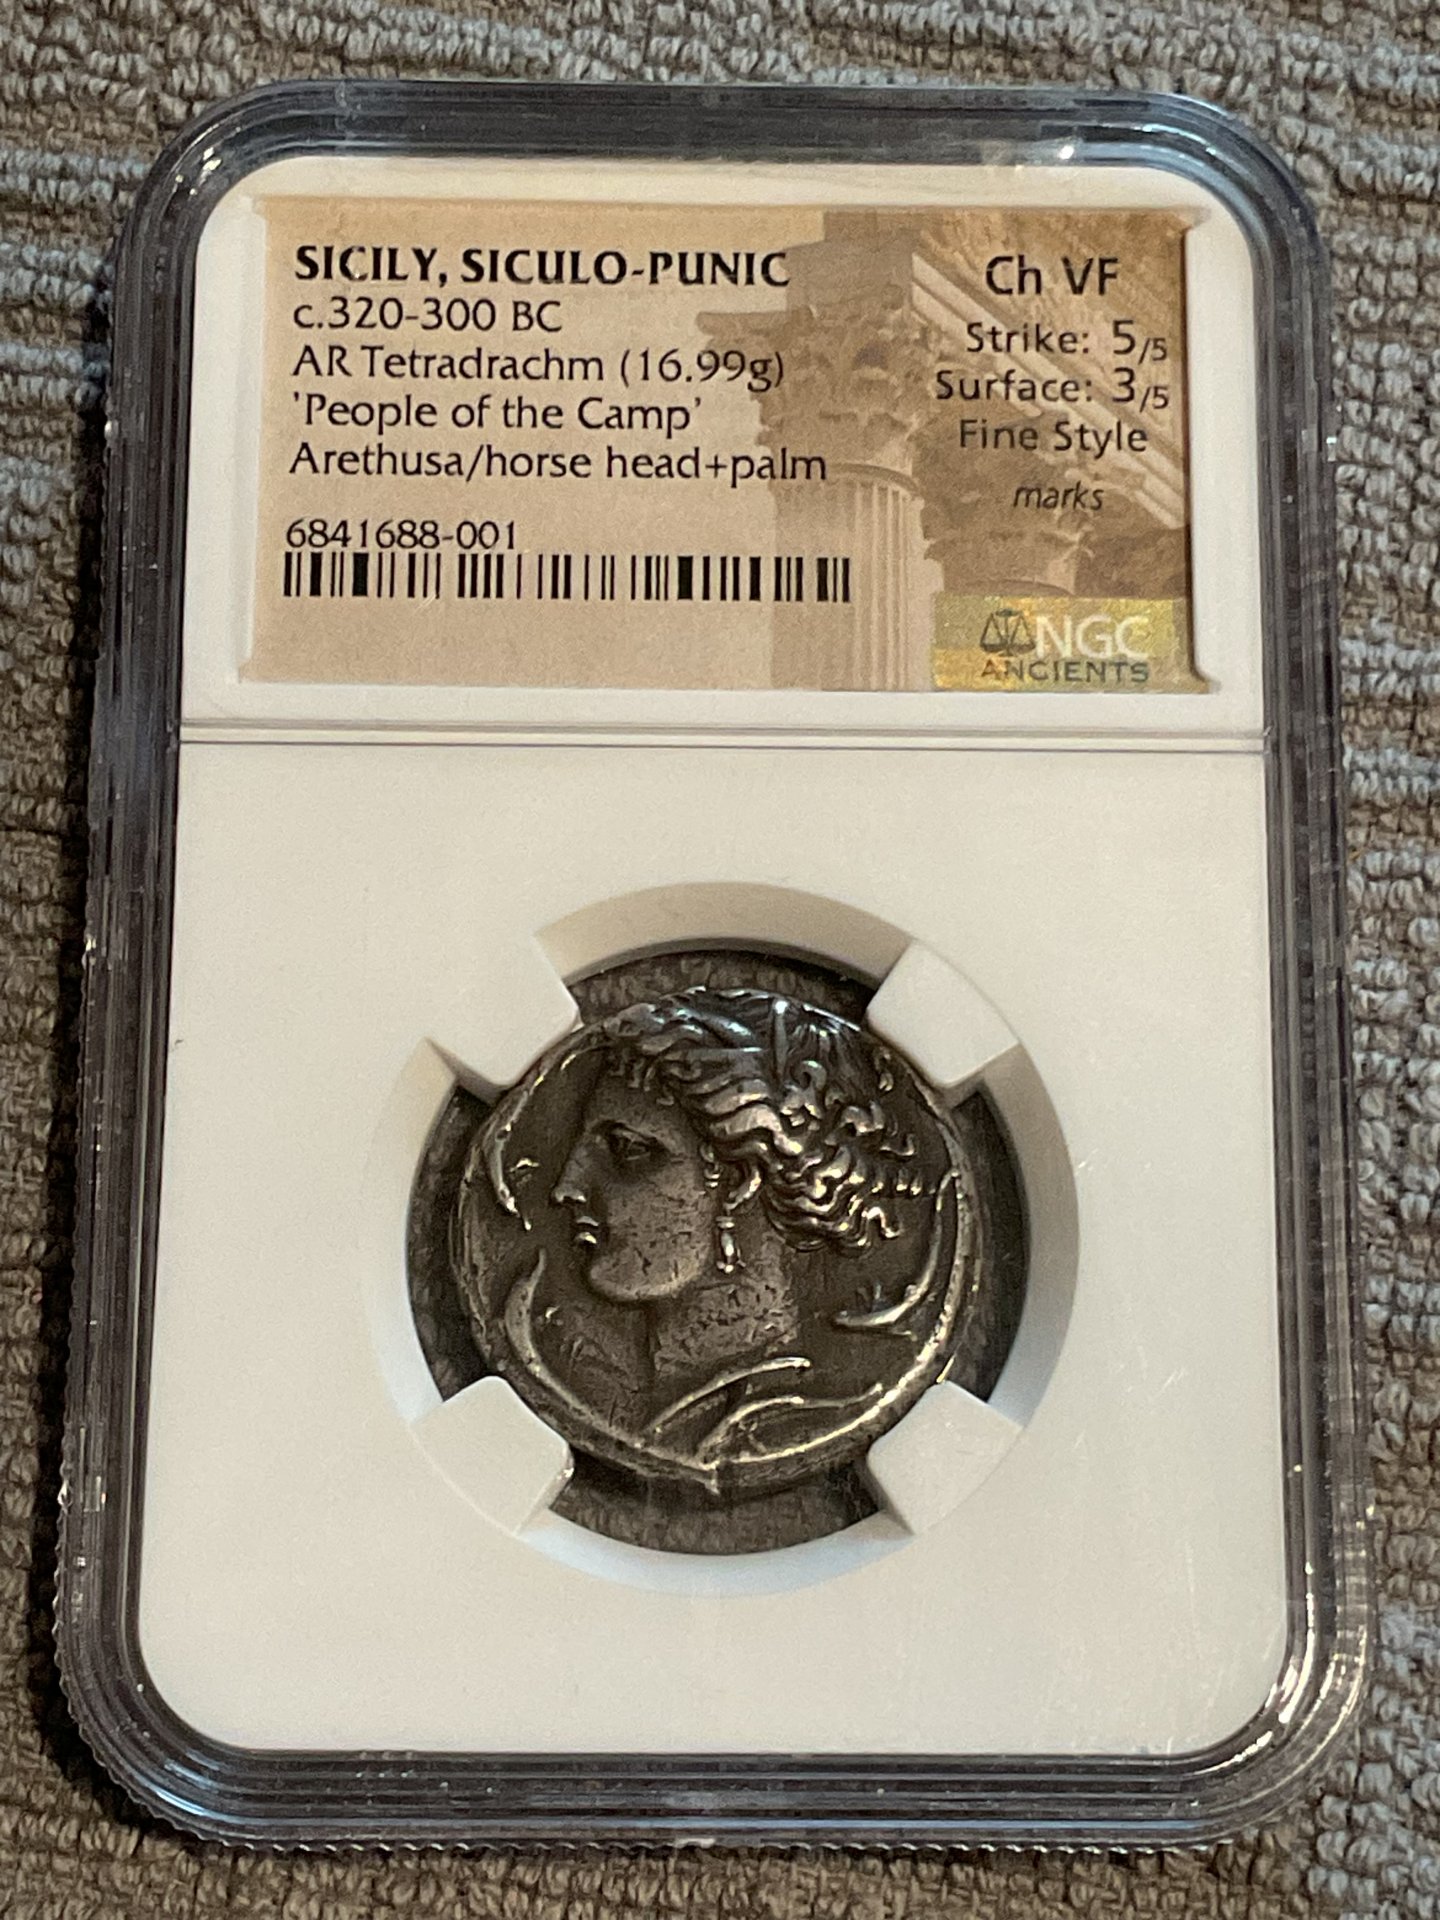 SICILY, SICULO-PUNIC
c.320-300 BC
AR Tetradrachm (16.99g)
'People of the Camp'
Arethusa/horse head+palm
6841688-001
Ch VF
Strike: 5/5
Surface: 3/5
Fine Style
marks
NGC
ANCIENTS